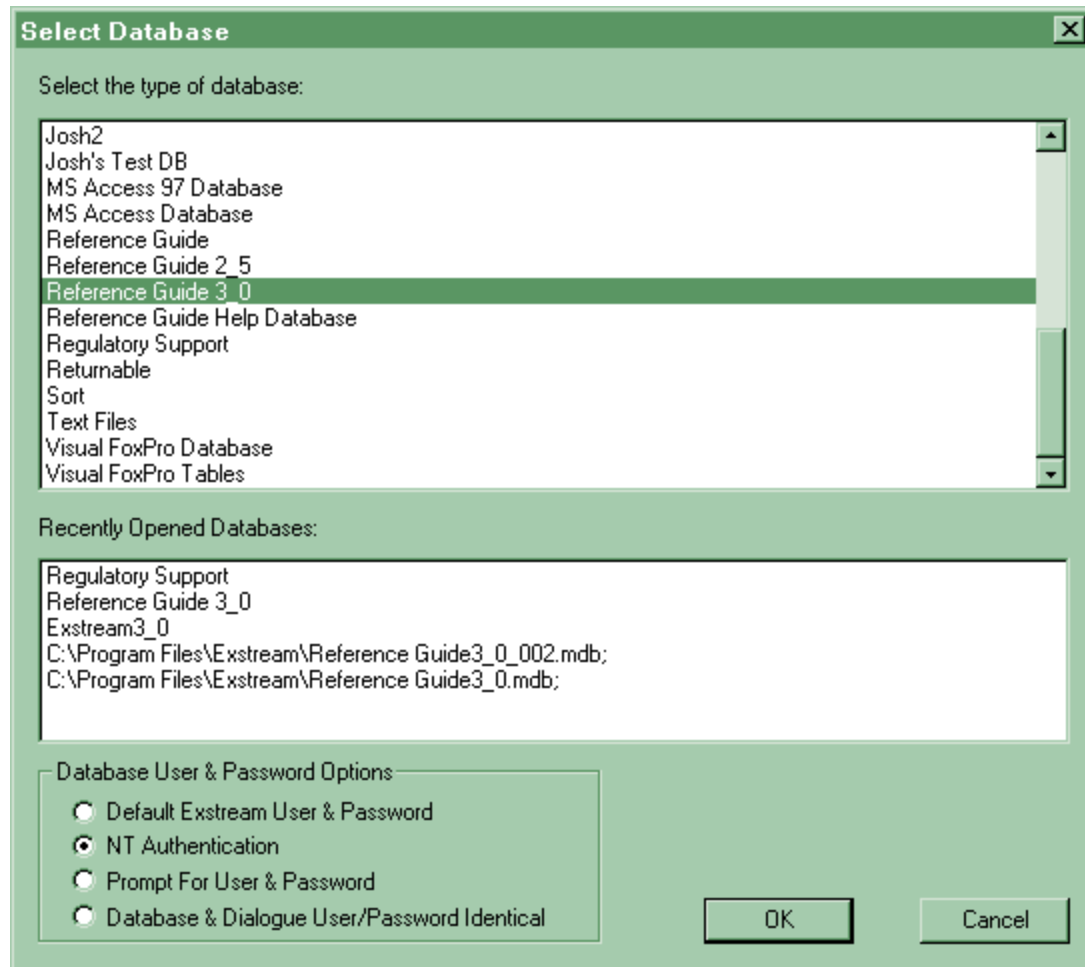 Select Database
Select the type of database:
Josh2
Josh's Test DB
MS Access 97 Database
MS Access Database
Reference Guide
Reference Guide 2_5
Reference Guide 3_0
Reference Guide Help Database
Regulatory Support
Returnable
Sort
Text Files
Visual FoxPro Database
Visual FoxPro Tables
Recently Opened Databases:
Regulatory Support
Reference Guide 3_0
Exstream3_0
C:\Program Files\Exstream\Reference Guide3_0_002.mdb;
C:\Program Files\Exstream\Reference Guide3_0.mdb;
Database User & Password Options
Default Exstream User & Password
NT Authentication
Prompt For User & Password
Database & Dialogue User/Password Identical
OK
Cancel